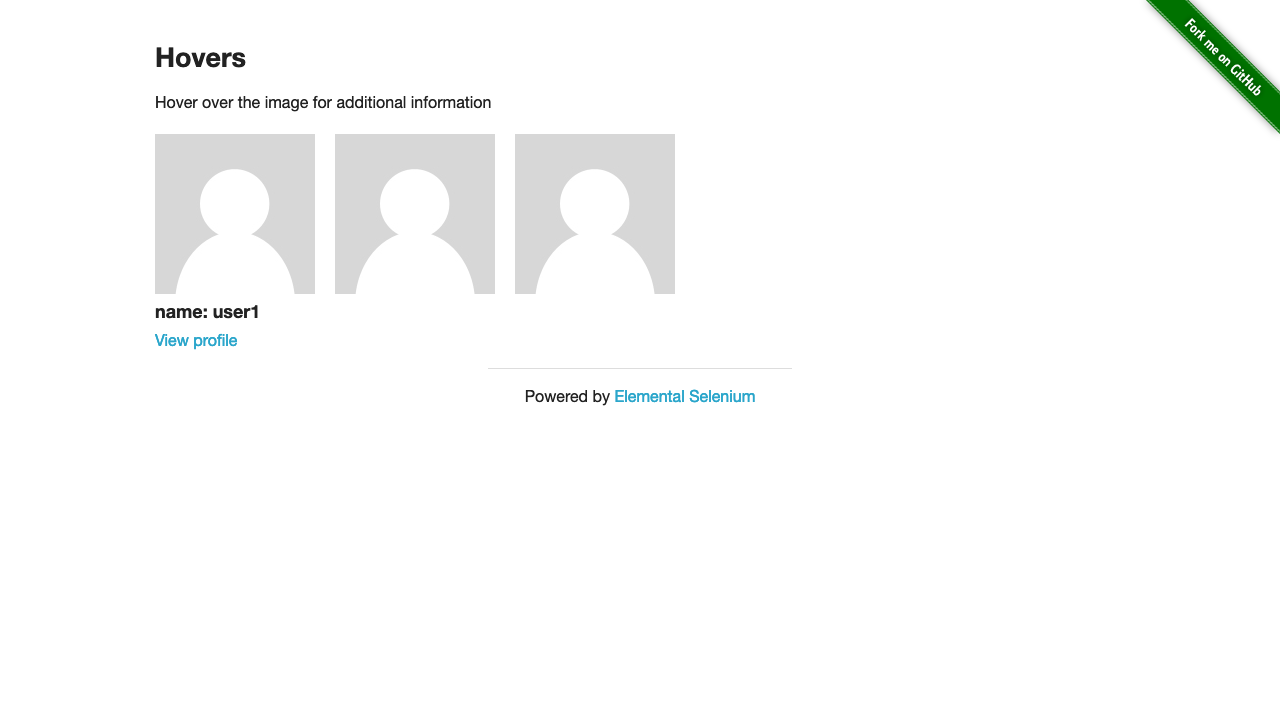 Fork me on GitHub
Hovers
Hover over the image for additional information
name: user1
View profile
Powered by Elemental Selenium